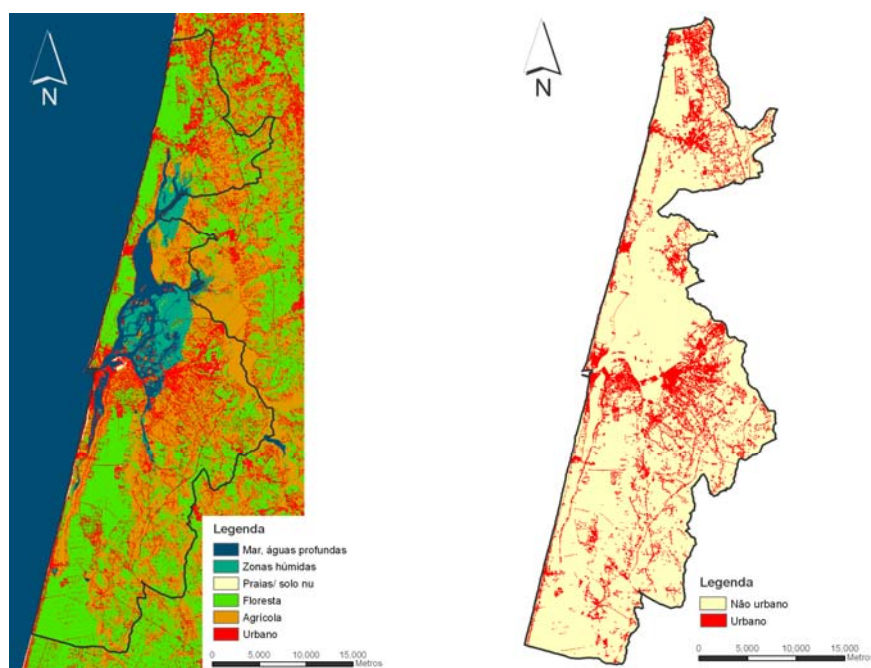 N
Legenda
Mar, águas profundas
Zonas húmidas
Praias/ solo nu
Floresta
Agrícola
Urbano
0 5,000 10,000 15,000
Metros
N
Legenda
Não urbano
Urbano
0 5,000 10,000 15,000
Metros